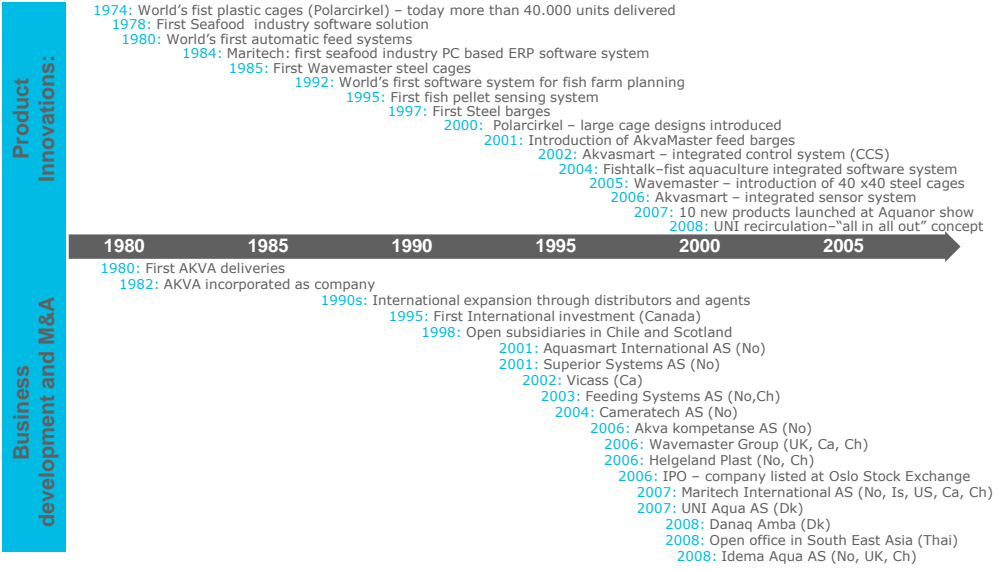 Product
Innovations:
1974: World's fist plastic cages (Polarcirkel) – today more than 40.000 units delivered
1978: First Seafood industry software solution
1980: World's first automatic feed systems
1984: Maritech: first seafood industry PC based ERP software system
1985: First Wavemaster steel cages
1992: World's first software system for fish farm planning
1995: First fish pellet sensing system
1997: First Steel barges
2000: Polarcirkel – large cage designs introduced
2001: Introduction of AkvaMaster feed barges
2002: Akvasmart – integrated control system (CCS)
2004: Fishtalk–fist aquaculture integrated software system
2005: Wavemaster – introduction of 40 x40 steel cages
2006: Akvasmart – integrated sensor system
2007: 10 new products launched at Aquanor show
2008: UNI recirculation–“all in all out” concept
1980 1985 1990 1995 2000 2005
Business
development and M&A
1980: First AKVA deliveries
1982: AKVA incorporated as company
1990s: International expansion through distributors and agents
1995: First International investment (Canada)
1998: Open subsidiaries in Chile and Scotland
2001: Aquasmart International AS (No)
2001: Superior Systems AS (No)
2002: Vicass (Ca)
2003: Feeding Systems AS (No,Ch)
2004: Cameratech AS (No)
2006: Akva kompetanse AS (No)
2006: Wavemaster Group (UK, Ca, Ch)
2006: Helgeland Plast (No, Ch)
2006: IPO – company listed at Oslo Stock Exchange
2007: Maritech International AS (No, Is, US, Ca, Ch)
2007: UNI Aqua AS (Dk)
2008: Danaq Amba (Dk)
2008: Open office in South East Asia (Thai)
2008: Idema Aqua AS (No, UK, Ch)